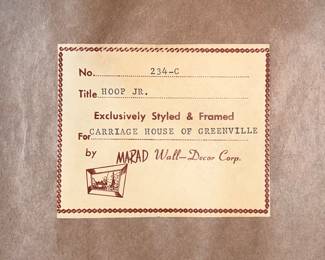 No. 234-C
Title HOOP JR.
Exclusively Styled & Framed
For CARRIAGE HOUSE OF GREENVILLE
by MARAD Wall-Decor Corp.